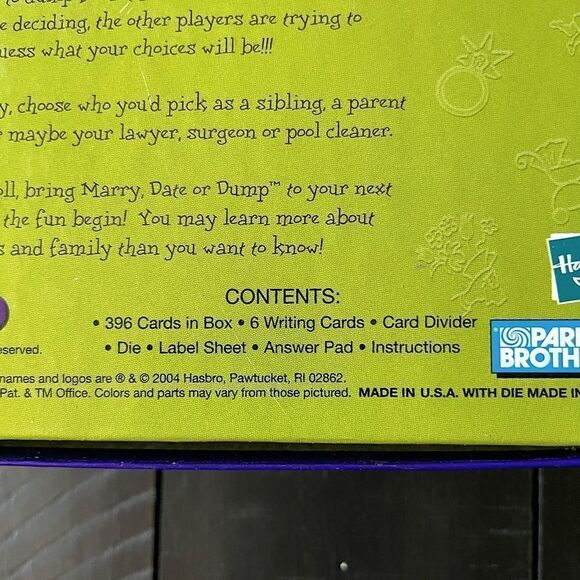 e deciding, the other players are trying to
uess what your choices will be!!!
y, choose who you'd pick as a sibling, a parent
r maybe your lawyer, surgeon or pool cleaner.
oll, bring Marry, Date or Dump™ to your next
the fun begin! You may learn more about
s and family than you want to know!
Ha
CONTENTS:
• 396 Cards in Box • 6 Writing Cards • Card Divider
• Die • Label Sheet • Answer Pad • Instructions
PAR
BROTH
eserved.
names and logos are ® & © 2004 Hasbro, Pawtucket, RI 02862.
Pat. & TM Office. Colors and parts may vary from those pictured. MADE IN U.S.A. WITH DIE MADE IN